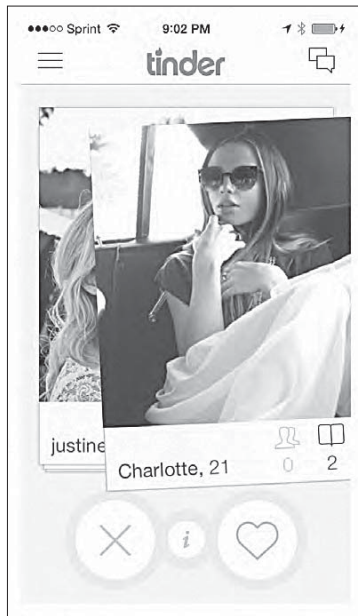 Sprint 9:02 PM
tinder
justine
Charlotte, 21 0 2
i